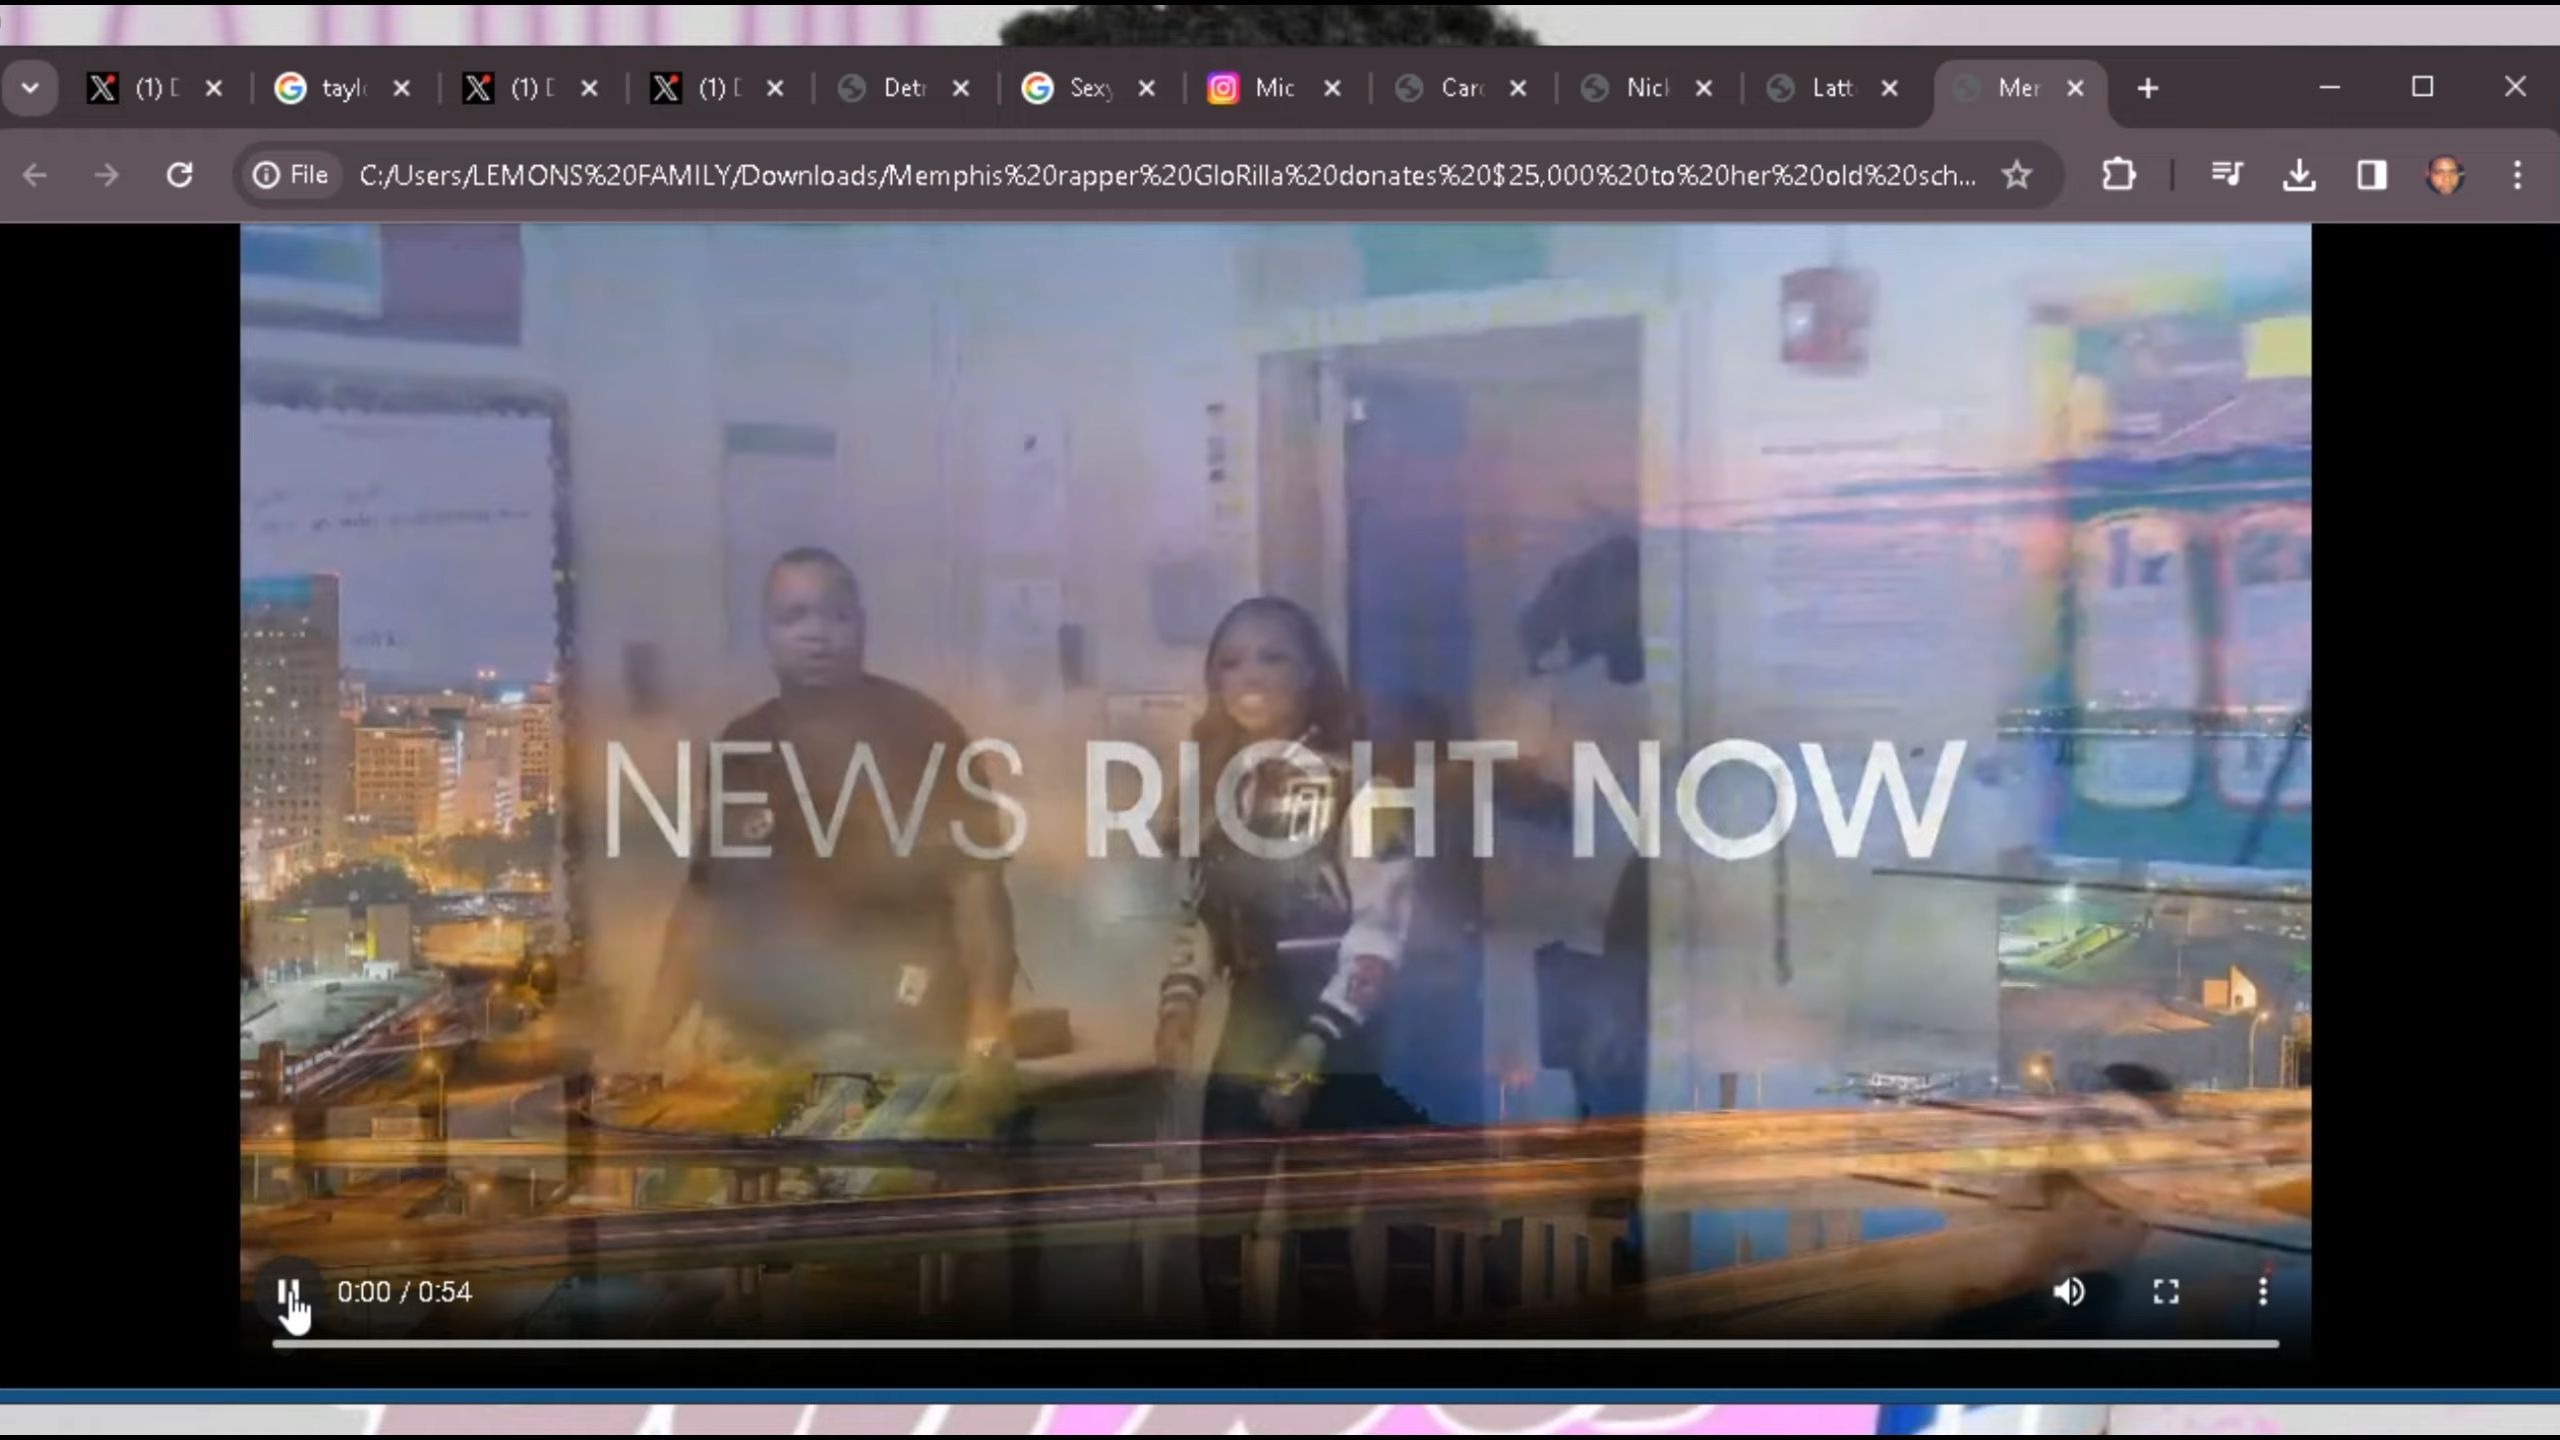 (1) D
tayl
(1) D
(1) D
Detr
Sexy
Mic
Car
Nick
Latt
Mer
File
C:/Users/LEMONS%20FAMILY/Downloads/Memphis%20rapper%20GloRilla%20donates%20$25,000%20to%20her%20old%20sch...
NEWS RIGHT NOW
0:00 / 0:54